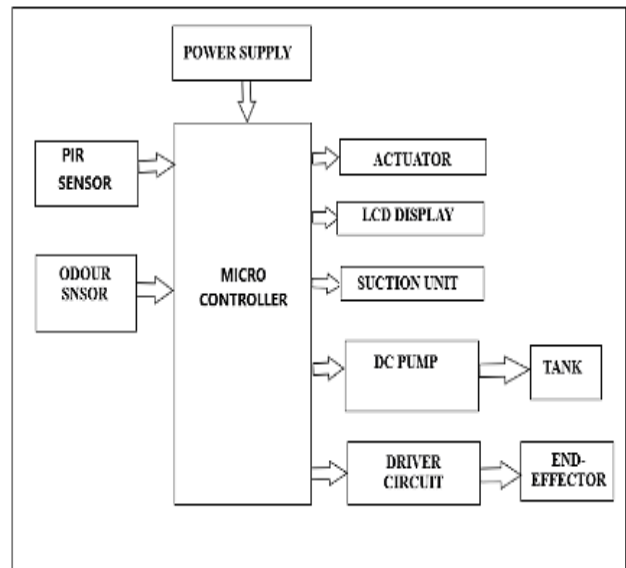 POWER SUPPLY
PIR
SENSOR
ODOUR
SNSOR
MICRO
CONTROLLER
ACTUATOR
LCD DISPLAY
SUCTION UNIT
DC PUMP
TANK
DRIVER
CIRCUIT
END-
EFFECTOR